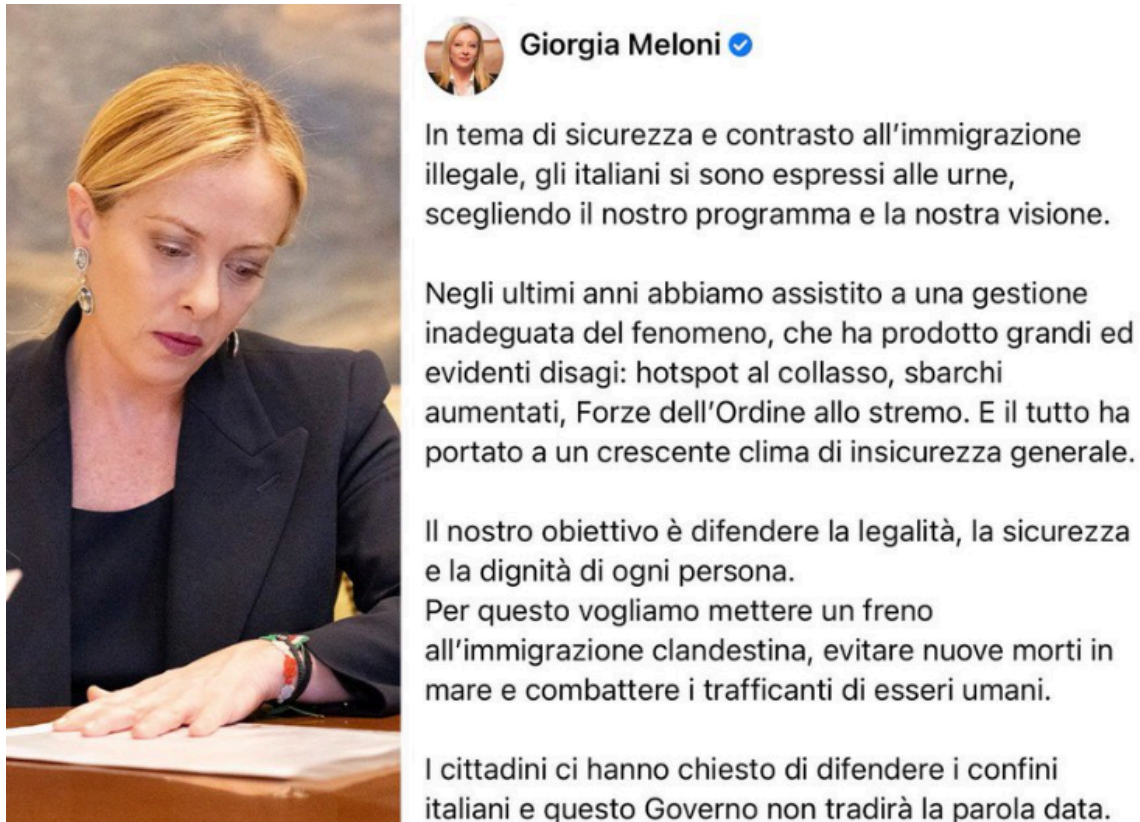 Giorgia Meloni
In tema di sicurezza e contrasto all'immigrazione
illegale, gli italiani si sono espressi alle urne,
scegliendo il nostro programma e la nostra visione.
Negli ultimi anni abbiamo assistito a una gestione
inadeguata del fenomeno, che ha prodotto grandi ed
evidenti disagi: hotspot al collasso, sbarchi
aumentati, Forze dell'Ordine allo stremo. E il tutto ha
portato a un crescente clima di insicurezza generale.
Il nostro obiettivo è difendere la legalità, la sicurezza
e la dignità di ogni persona.
Per questo vogliamo mettere un freno
all'immigrazione clandestina, evitare nuove morti in
mare e combattere i trafficanti di esseri umani.
I cittadini ci hanno chiesto di difendere i confini
italiani e questo Governo non tradirà la parola data.